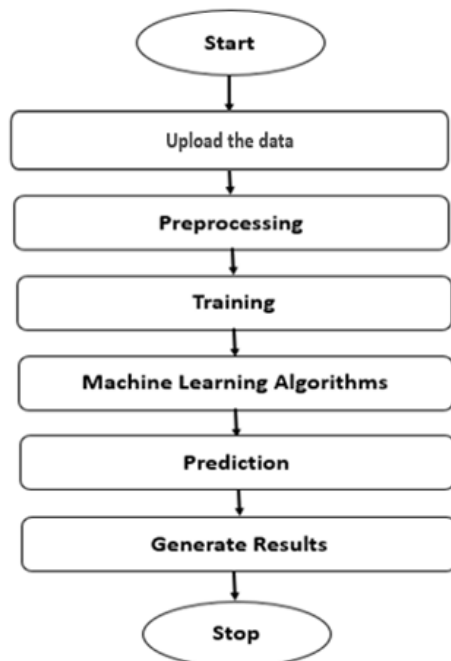 Start
Upload the data
Preprocessing
Training
Machine Learning Algorithms
Prediction
Generate Results
Stop